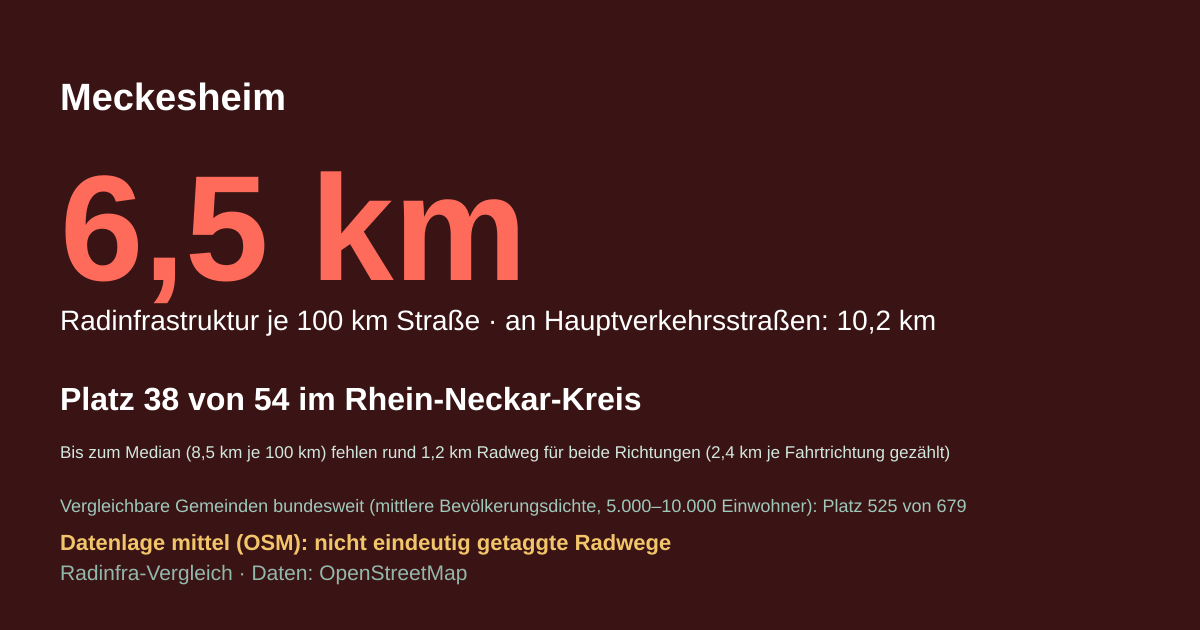 Meckesheim
6,5 km
Radinfrastruktur je 100 km Straße · an Hauptverkehrsstraßen: 10,2 km
Platz 38 von 54 im Rhein-Neckar-Kreis
Bis zum Median (8,5 km je 100 km) fehlen rund 1,2 km Radweg für beide Richtungen (2,4 km je Fahrtrichtung gezählt)
Vergleichbare Gemeinden bundesweit (mittlere Bevölkerungsdichte, 5.000–10.000 Einwohner): Platz 525 von 679
Datenlage mittel (OSM): nicht eindeutig getaggte Radwege
Radinfra-Vergleich · Daten: OpenStreetMap